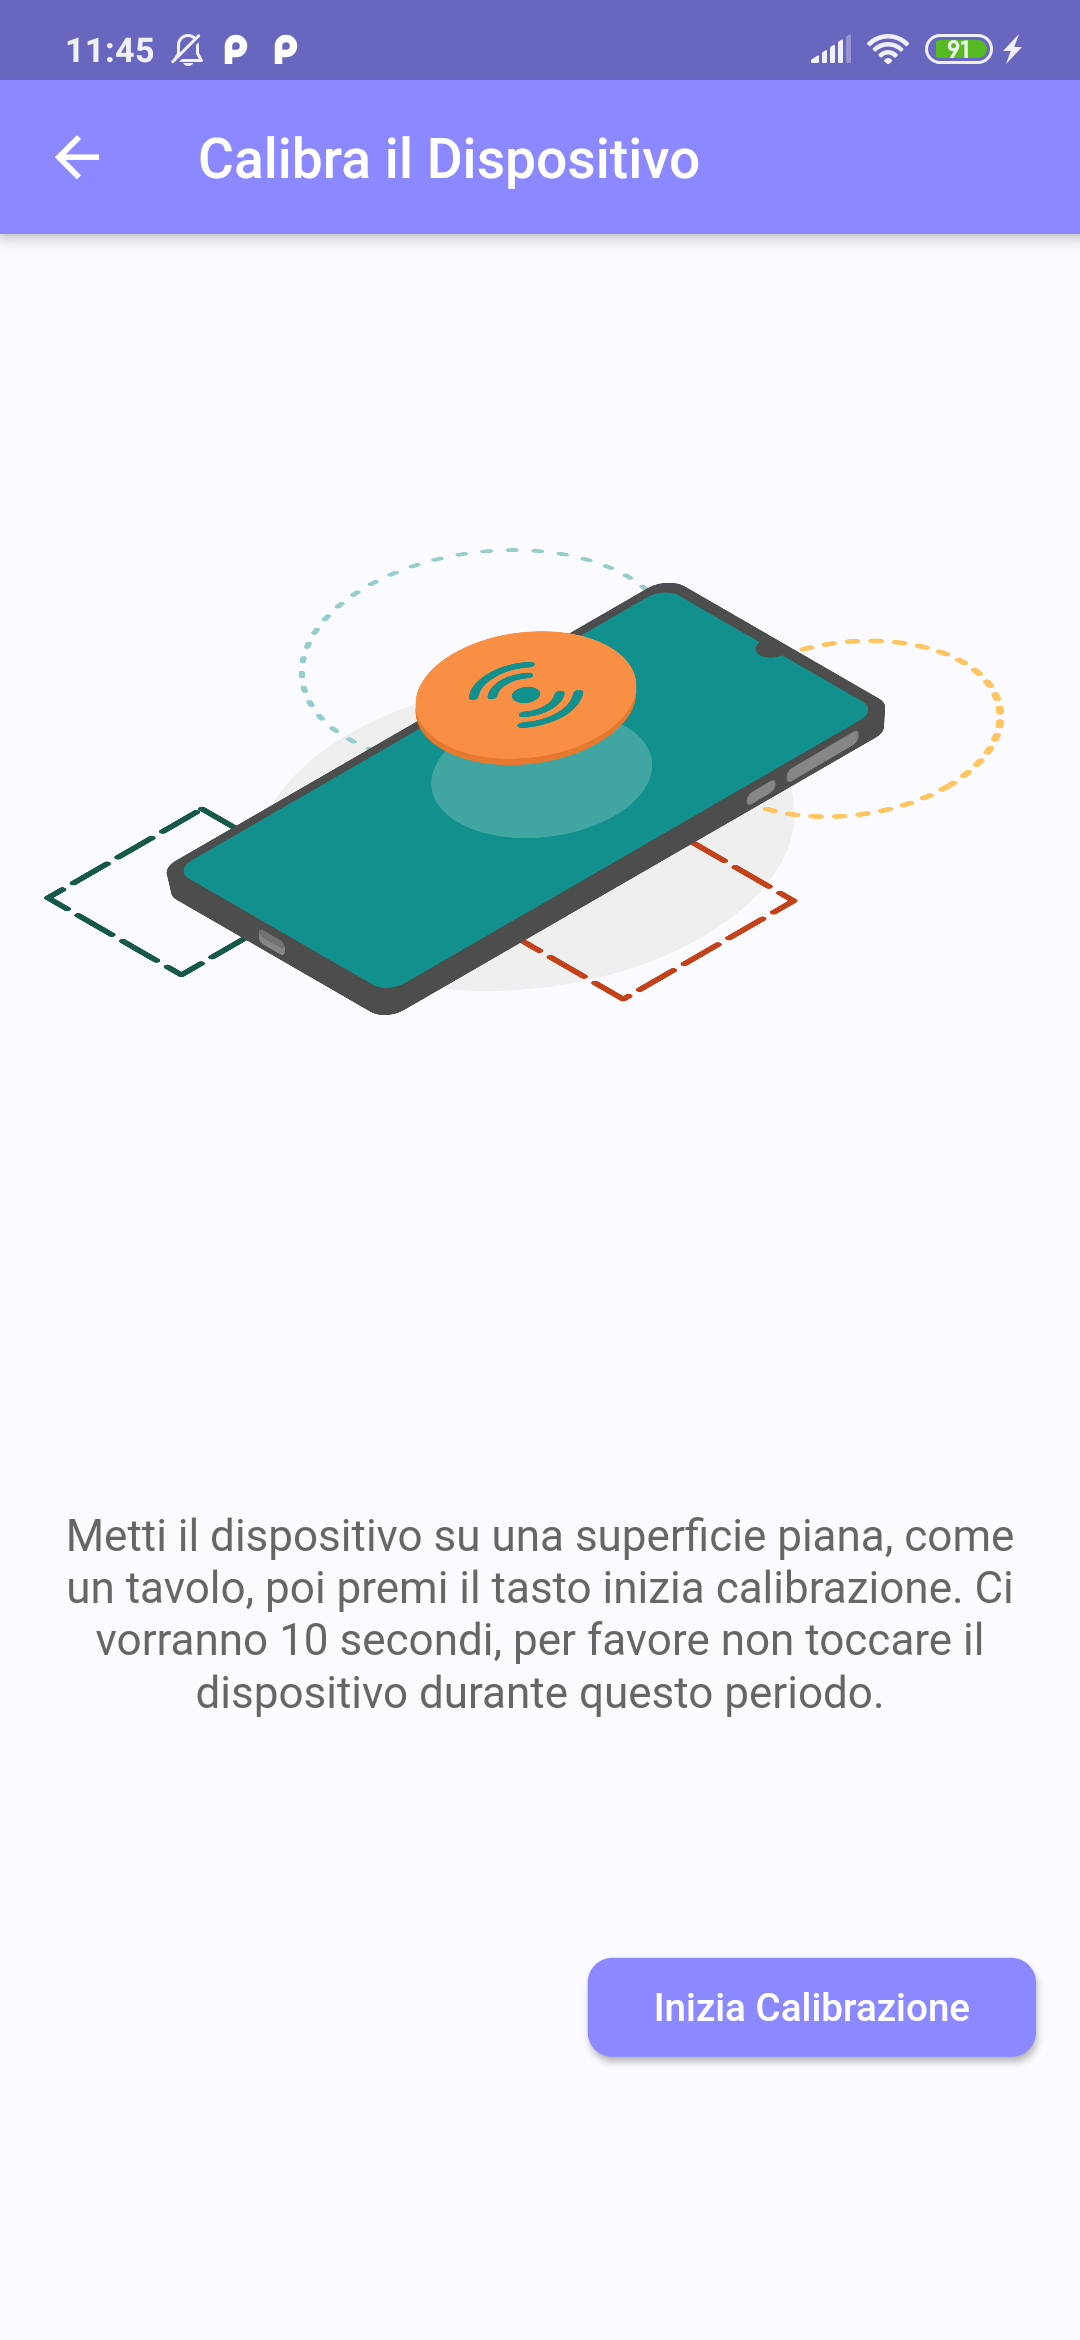 11:45
91
Calibra il Dispositivo
Metti il dispositivo su una superficie piana, come
un tavolo, poi premi il tasto inizia calibrazione. Ci
vorranno 10 secondi, per favore non toccare il
dispositivo durante questo periodo.
Inizia Calibrazione